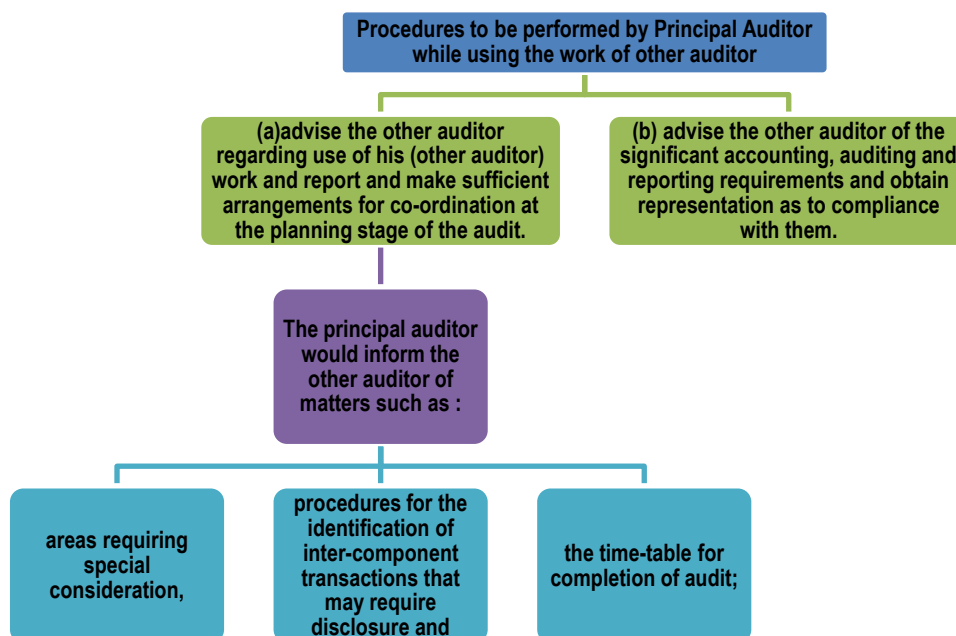 Procedures to be performed by Principal Auditor
while using the work of other auditor
(a)advise the other auditor
regarding use of his (other auditor)
work and report and make sufficient
arrangements for co-ordination at
the planning stage of the audit.
(b) advise the other auditor of the
significant accounting, auditing and
reporting requirements and obtain
representation as to compliance
with them.
The principal auditor
would inform the
other auditor of
matters such as :
areas requiring
special
consideration,
procedures for the
identification of
inter-component
transactions that
may require
disclosure and
the time-table for
completion of audit;